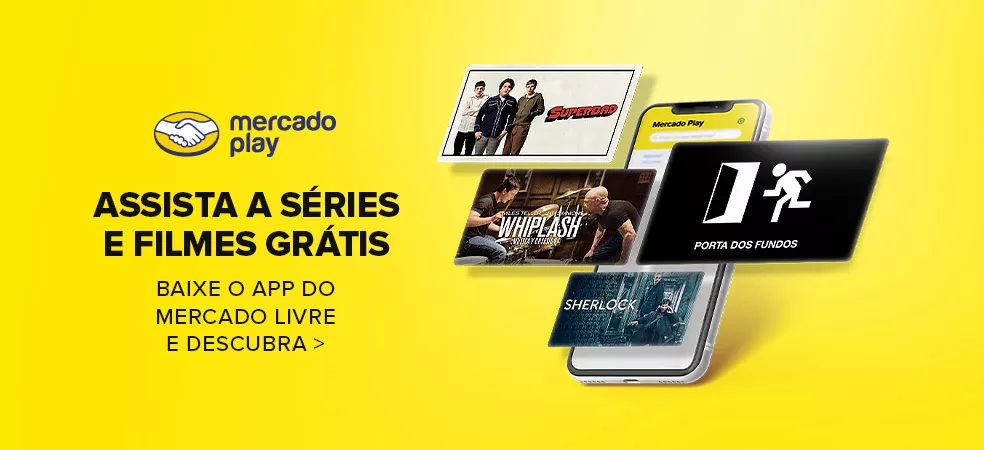 mercado
play
ASSISTA A SÉRIES
E FILMES GRÁTIS
BAIXE O APP DO
MERCADO LIVRE
E DESCUBRA >
SUPERBAD
Mercado Play
WHIPLASH
PORTA DOS FUNDOS
SHERLOCK